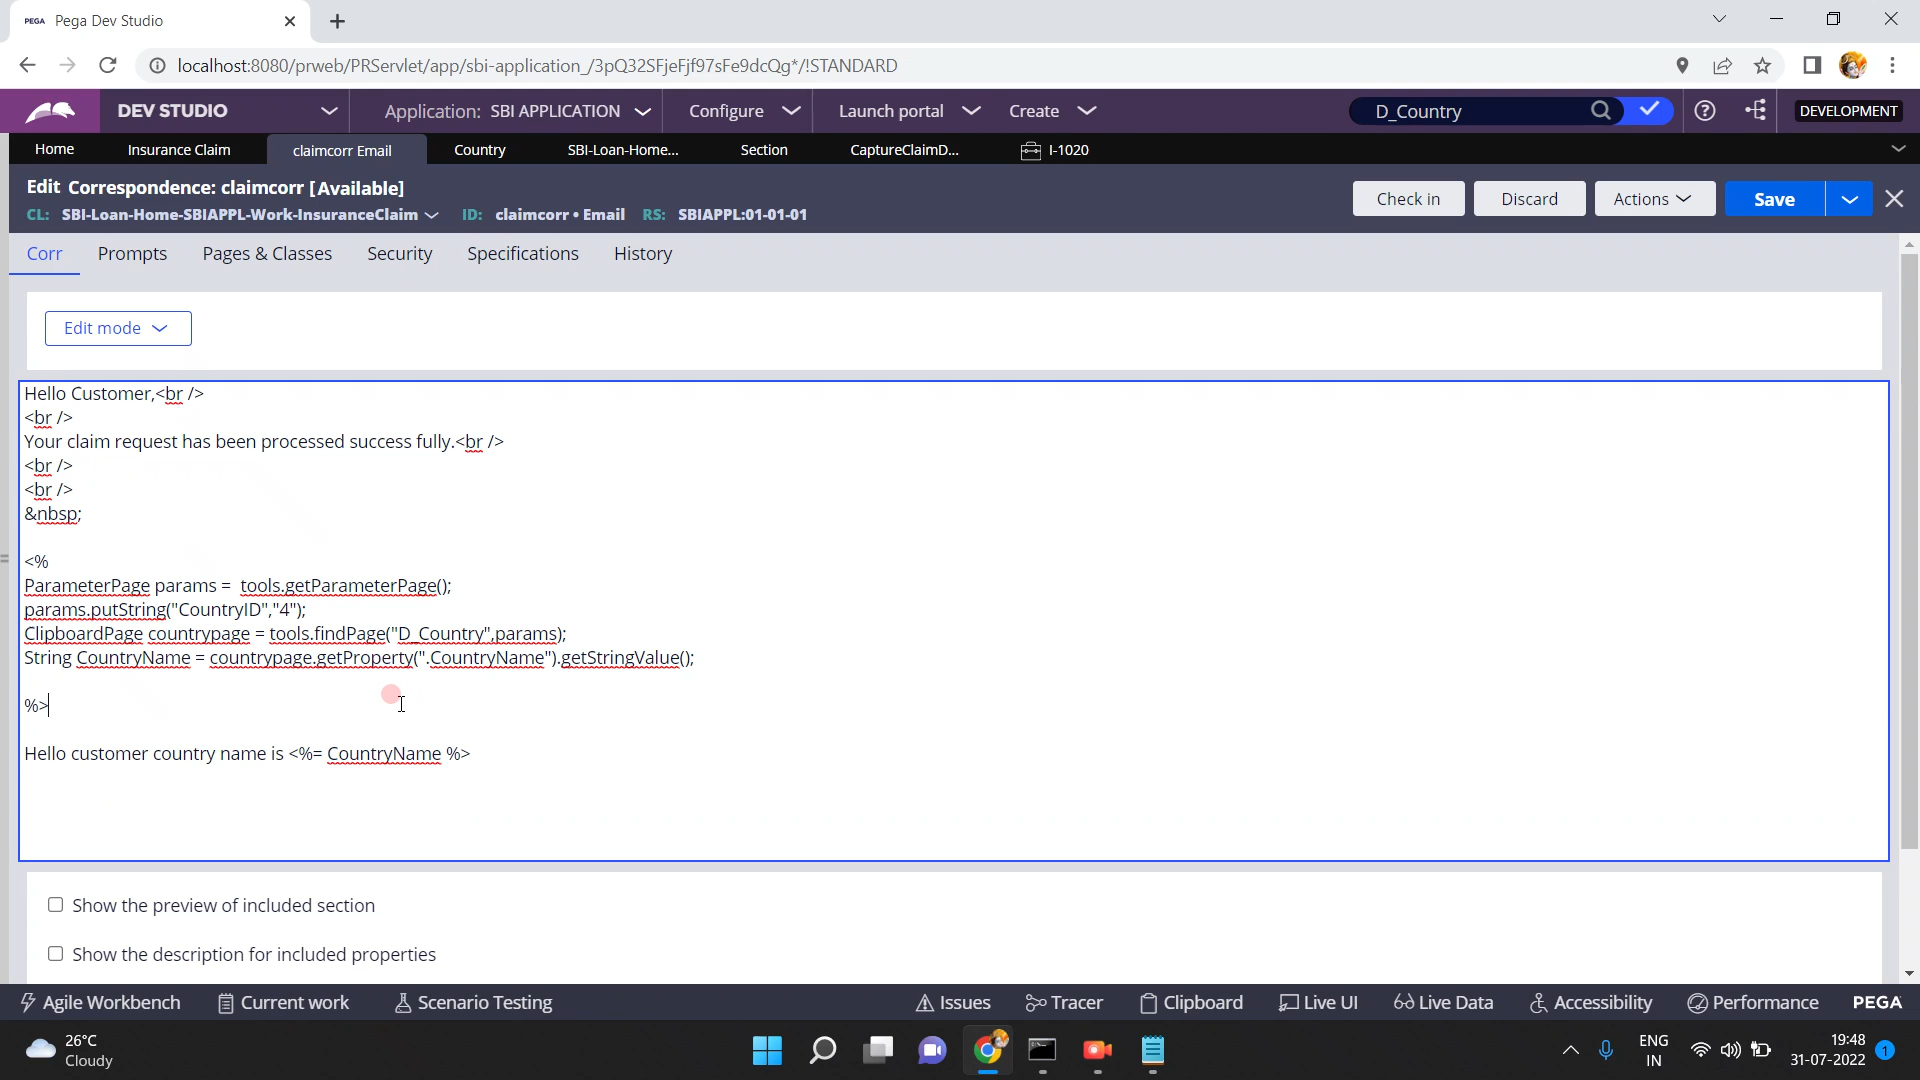 PEGA Pega Dev Studio
localhost:8080/prweb/PRServlet/app/sbi-application_/3pQ32SFjeFjf97sFe9dcQg*/!STANDARD
DEV STUDIO Application: SBI APPLICATION Configure Launch portal Create D_Country DEVELOPMENT
Home Insurance Claim claimcorr Email Country SBI-Loan-Home... Section CaptureClaimD... I-1020
Edit Correspondence: claimcorr [Available]
CL: SBI-Loan-Home-SBIAPPL-Work-InsuranceClaim ID: claimcorr • Email RS: SBIAPPL:01-01-01
Check in Discard Actions Save
Corr Prompts Pages & Classes Security Specifications History
Edit mode
Hello Customer,<br />
<br />
Your claim request has been processed success fully.<br />
<br />
<br />
&nbsp;
<%
ParameterPage params =  tools.getParameterPage();
params.putString("CountryID","4");
ClipboardPage countrypage = tools.findPage("D_Country",params);
String CountryName = countrypage.getProperty(".CountryName").getStringValue();
%>
Hello customer country name is <%= CountryName %>
Show the preview of included section
Show the description for included properties
Agile Workbench Current work Scenario Testing Issues Tracer Clipboard Live UI Live Data Accessibility Performance PEGA
26°C
Cloudy
ENG
IN
19:48
31-07-2022
1